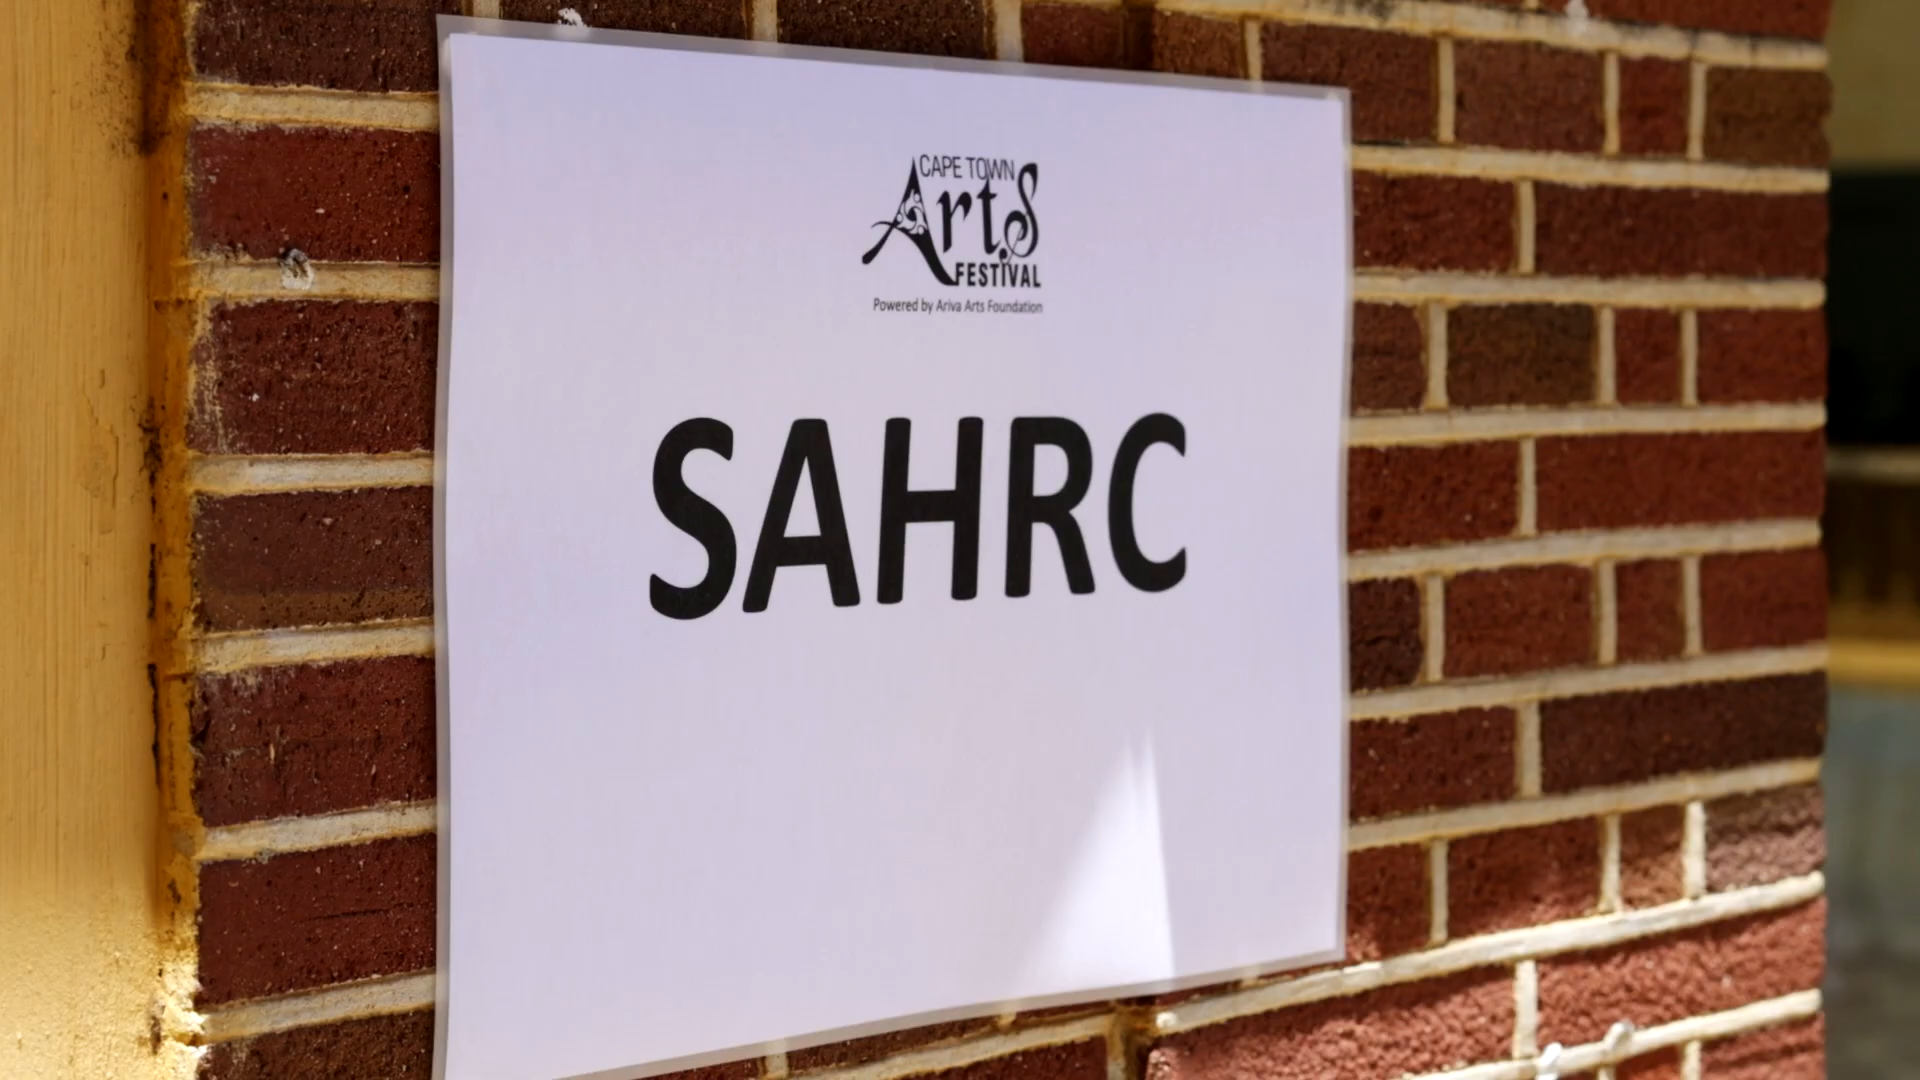 CAPE TOWN
Arts
FESTIVAL
Powered by Ariva Arts Foundation
SAHRC